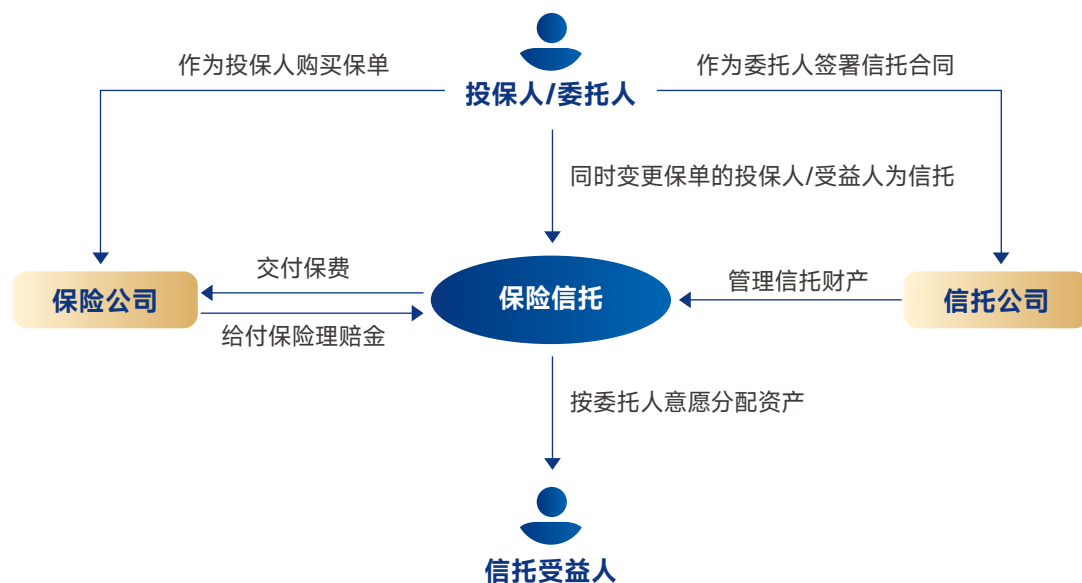 作为投保人购买保单
作为委托人签署信托合同
投保人/委托人
同时变更保单的投保人/受益人为信托
交付保费
保险公司
保险信托
管理信托财产
信托公司
给付保险理赔金
按委托人意愿分配资产
信托受益人